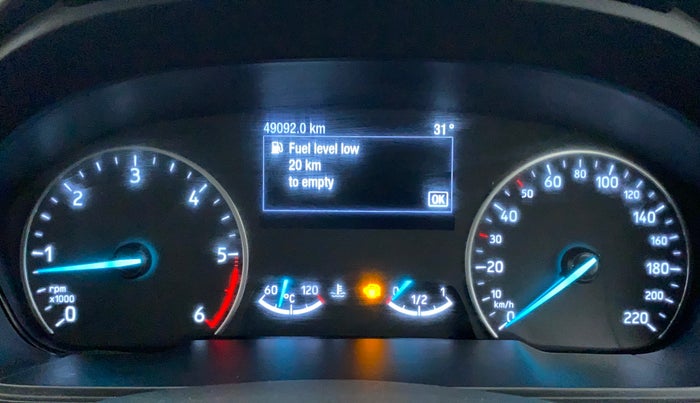 49092.0 km 31°
Fuel level low
20 km
to empty
OK
0 1 2 3 4 5 6
rpm
x1000
60 120
°C
0 1/2 1
0 10 20 30 40 50 60 80 100 120 140 160 180 200 220
km/h